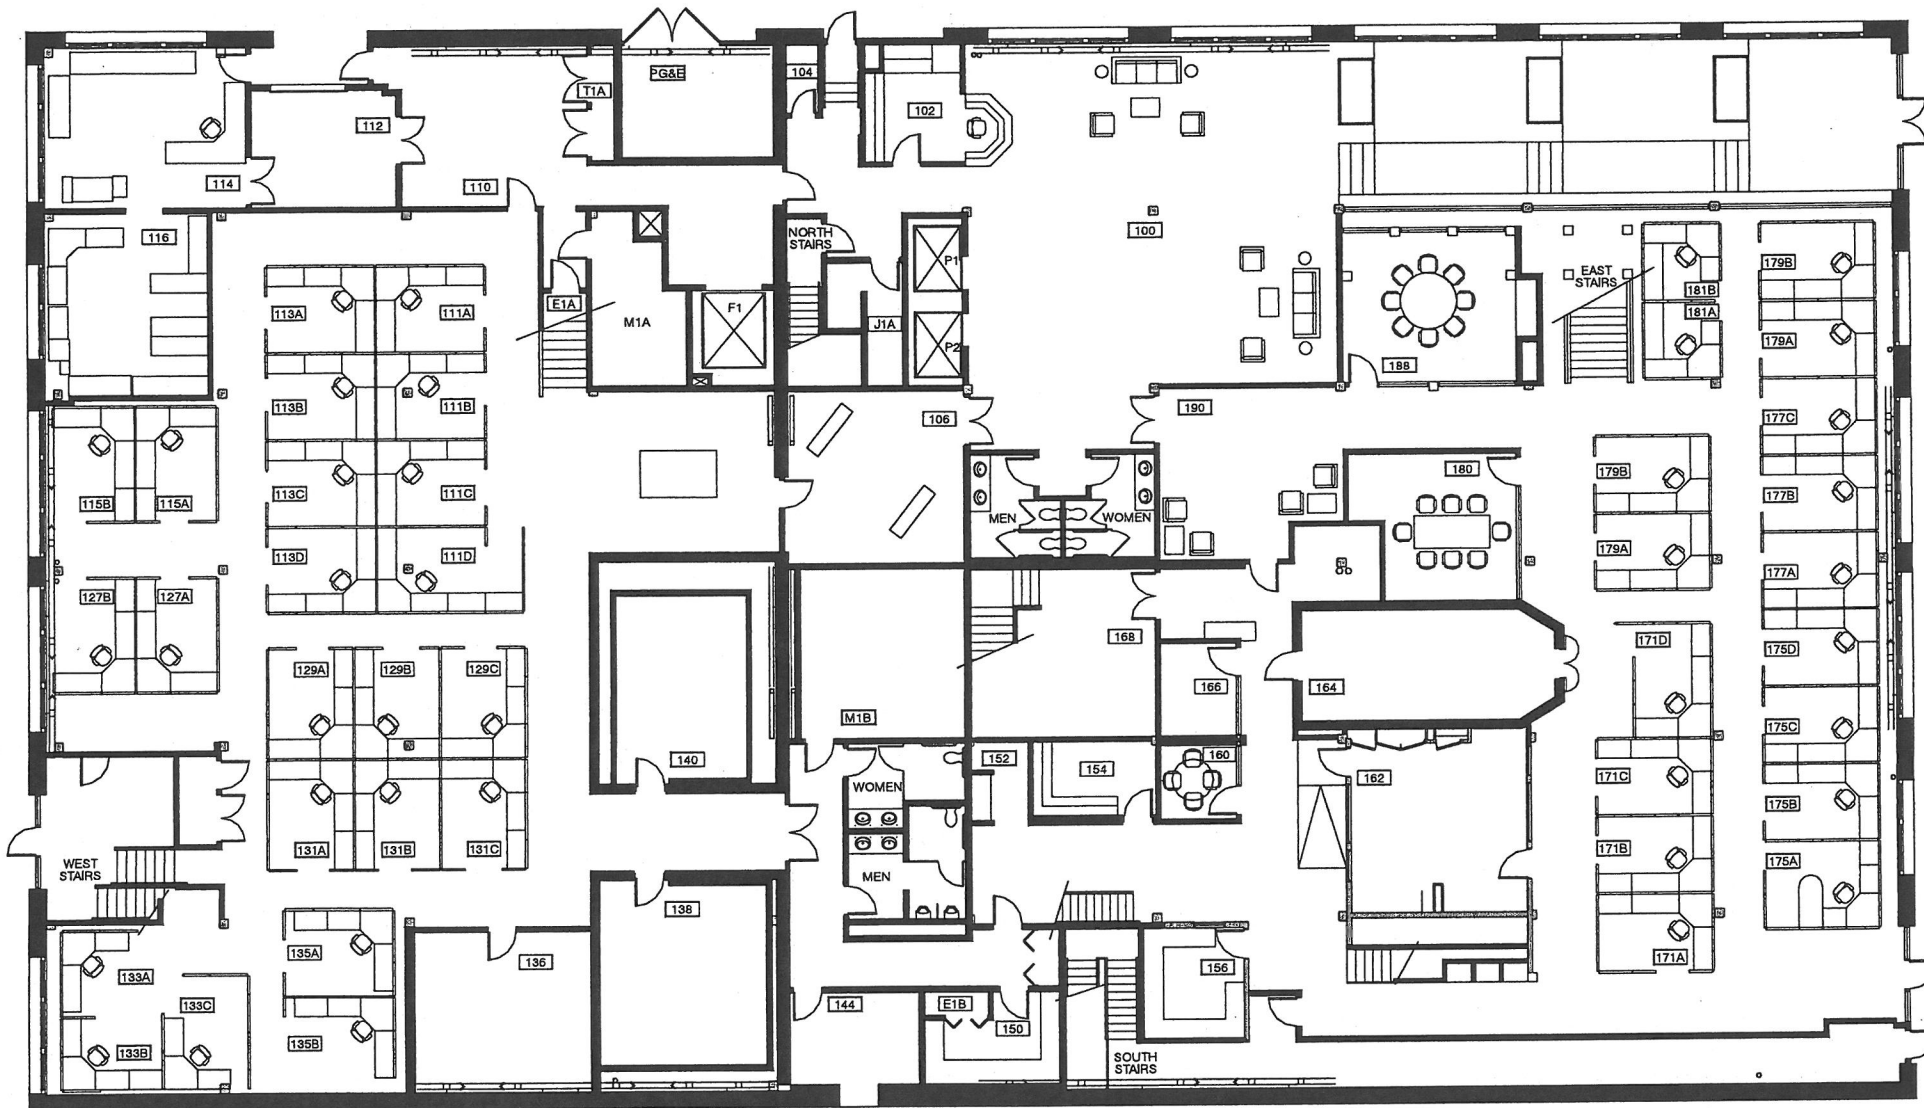 PG&E
104
T1A
102
112
114
110
116
NORTH
STAIRS
100
P1
E1A
M1A
F1
J1A
P2
113A
111A
113B
111B
113C
111C
113D
111D
115B
115A
127B
127A
106
190
188
EAST
STAIRS
181B
181A
179B
179A
177C
177B
177A
175D
175C
175B
175A
180
179B
179A
MEN
WOMEN
168
166
164
171D
171C
171B
171A
M1B
140
129A
129B
129C
131A
131B
131C
WOMEN
MEN
152
154
160
162
WEST
STAIRS
138
136
135A
135B
133A
133C
133B
144
E1B
150
156
SOUTH
STAIRS